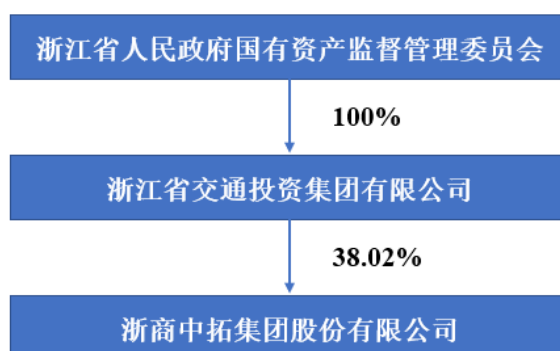 浙江省人民政府国有资产监督管理委员会
100%
浙江省交通投资集团有限公司
38.02%
浙商中拓集团股份有限公司